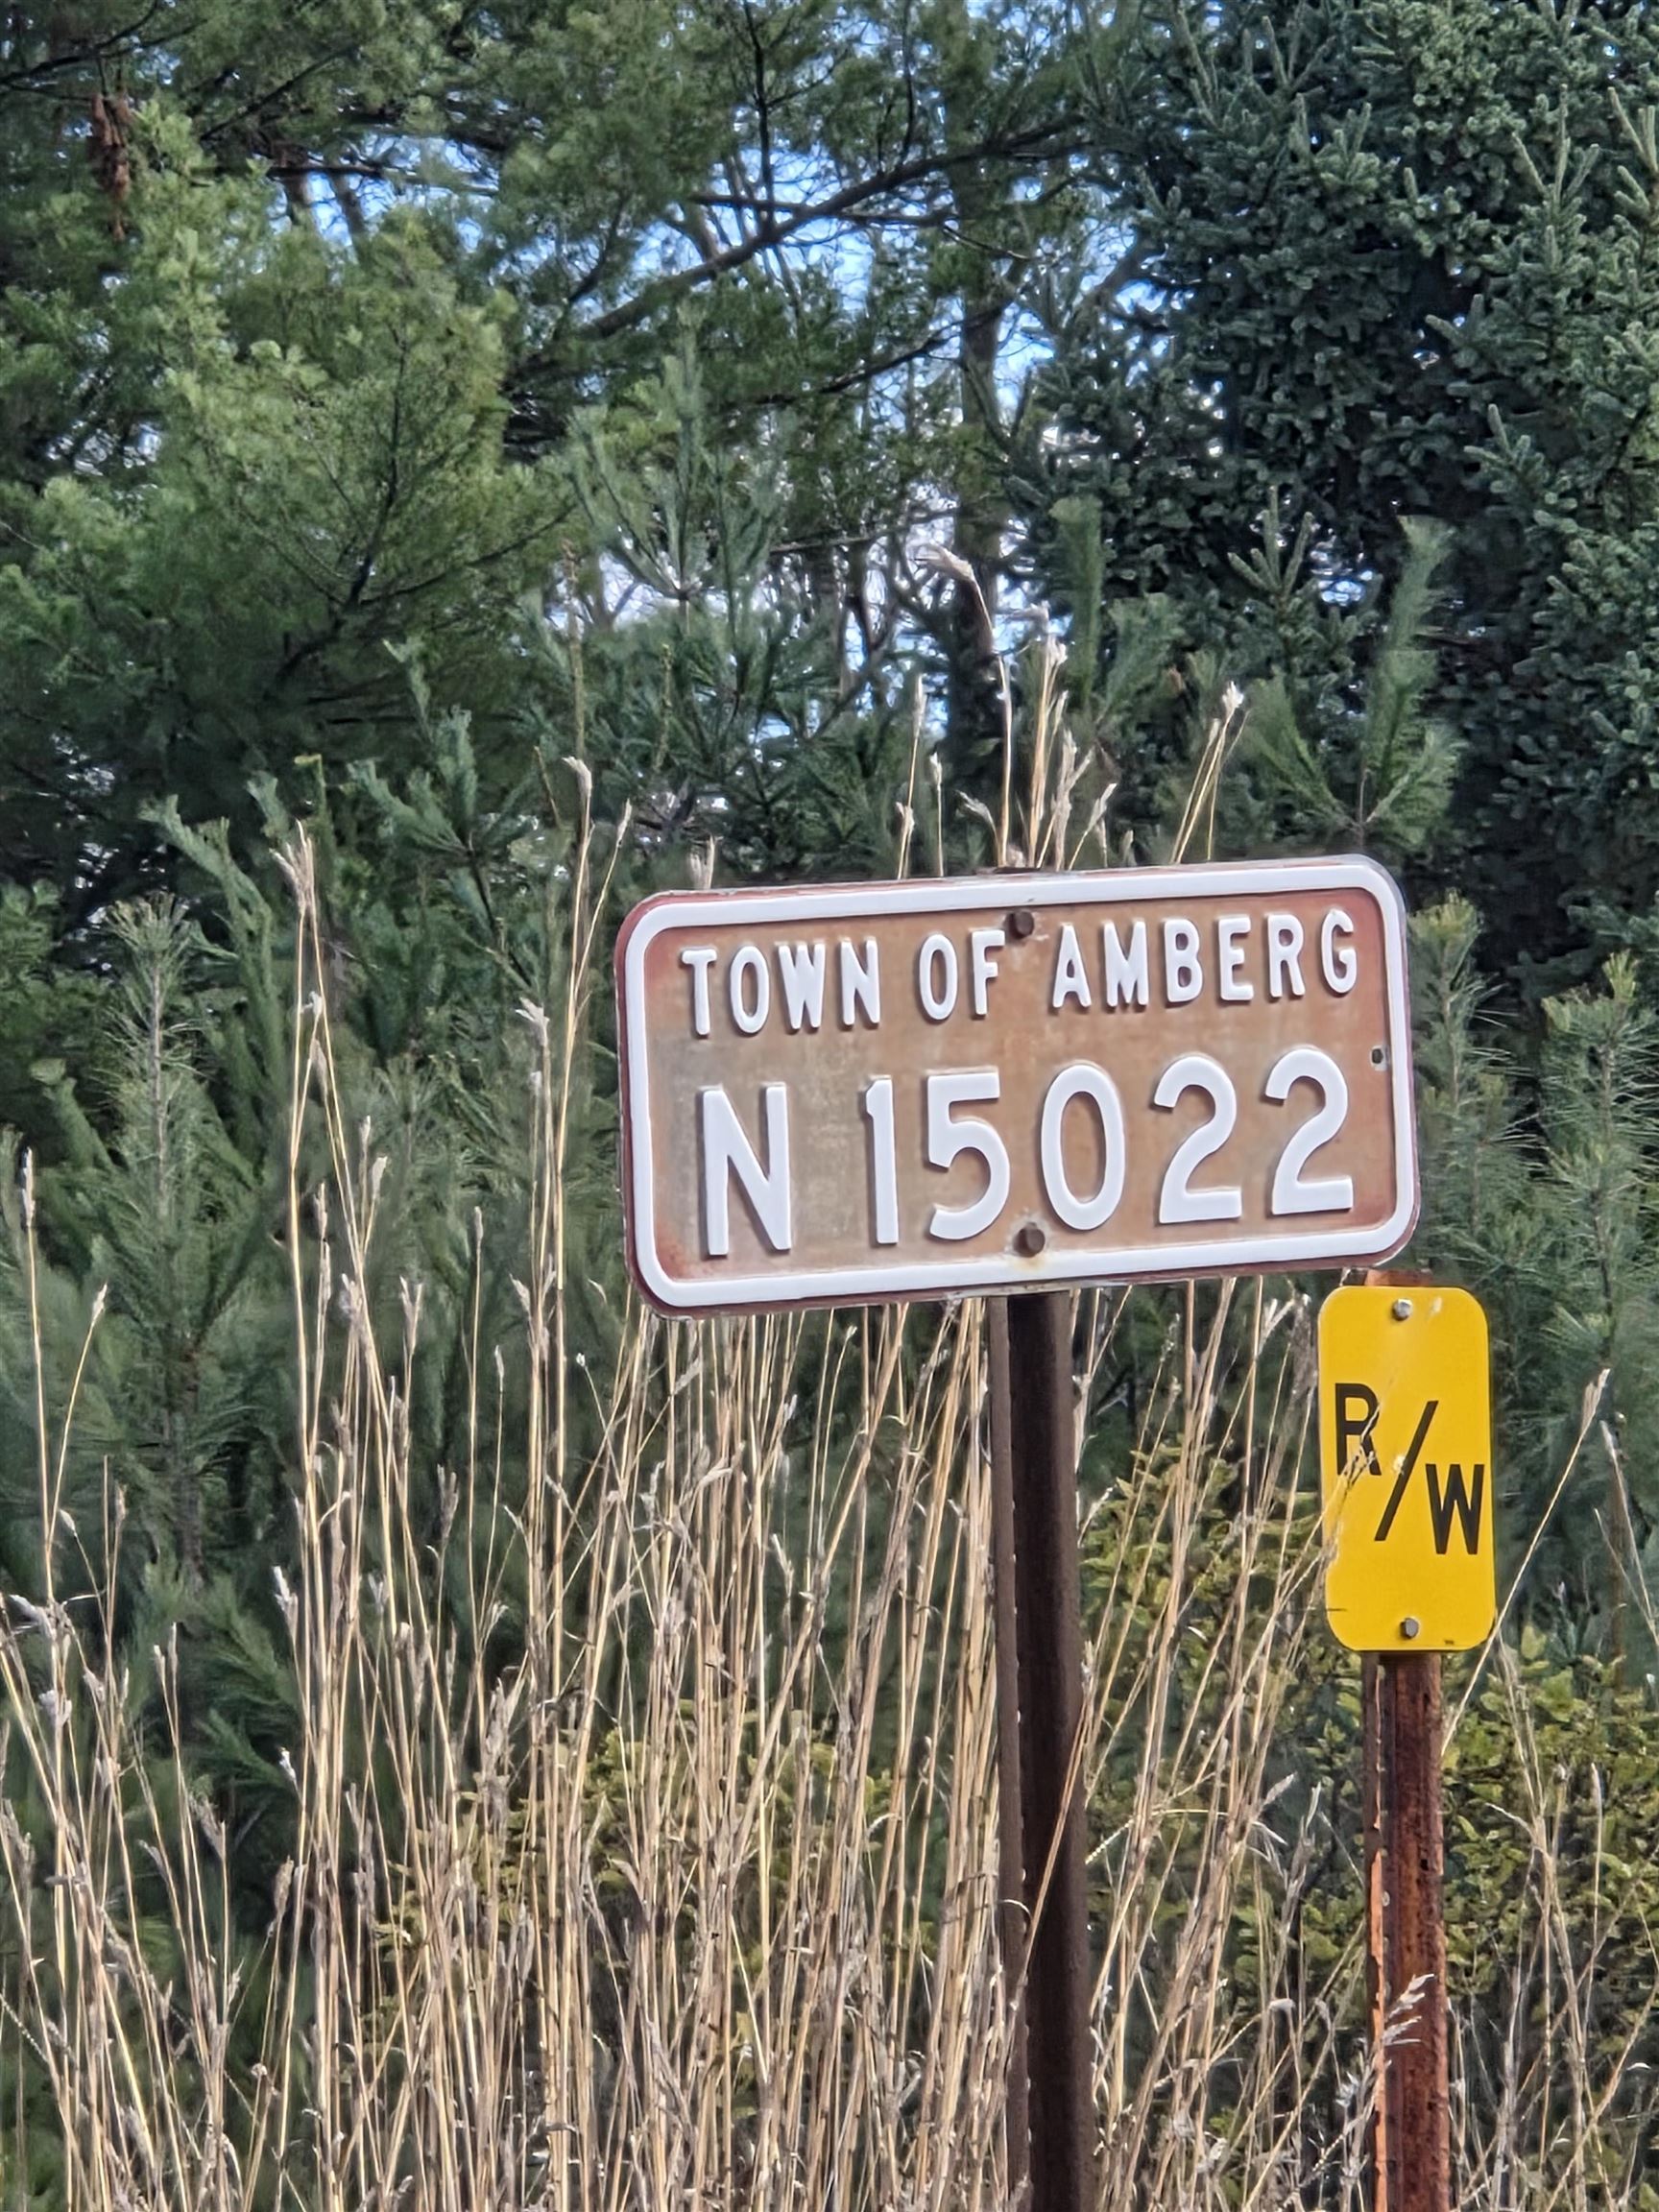 TOWN OF AMBERG
N 15022
R/W